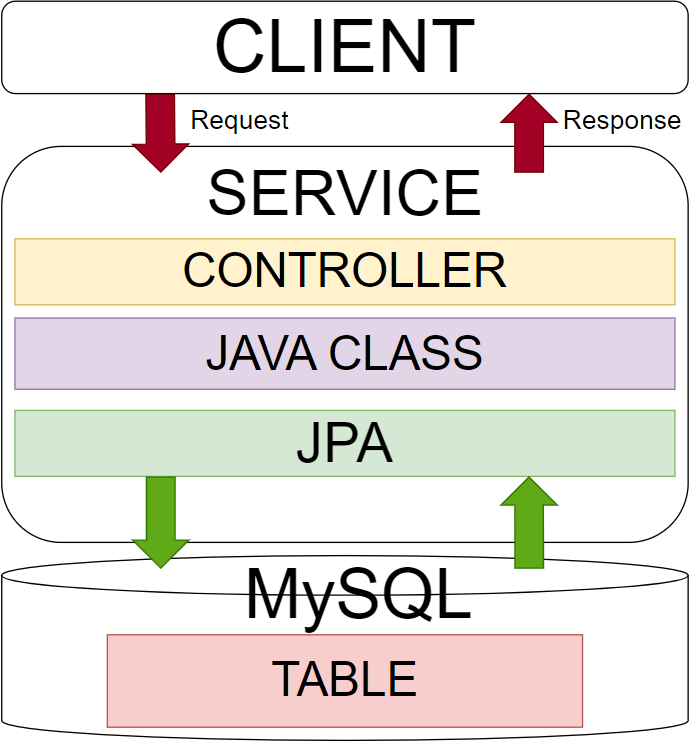 CLIENT
Request
Response
SERVICE
CONTROLLER
JAVA CLASS
JPA
MySQL
TABLE